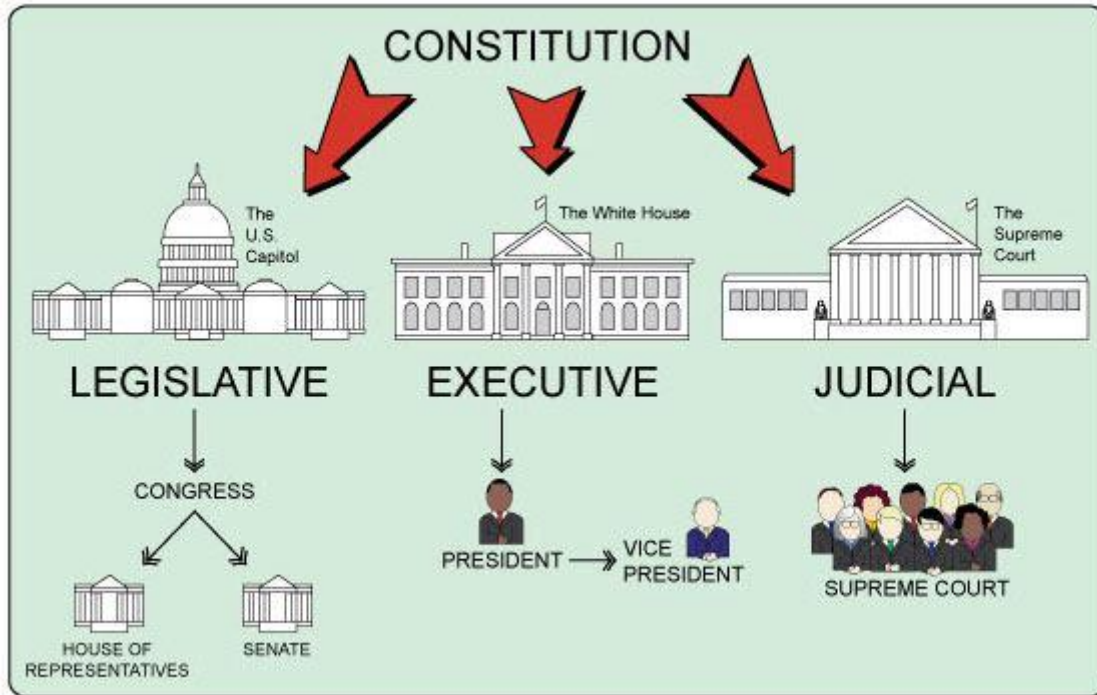 CONSTITUTION
The
U.S.
Capitol
The White House
The
Supreme
Court
LEGISLATIVE
EXECUTIVE
JUDICIAL
CONGRESS
PRESIDENT
VICE
PRESIDENT
SUPREME COURT
HOUSE OF
REPRESENTATIVES
SENATE